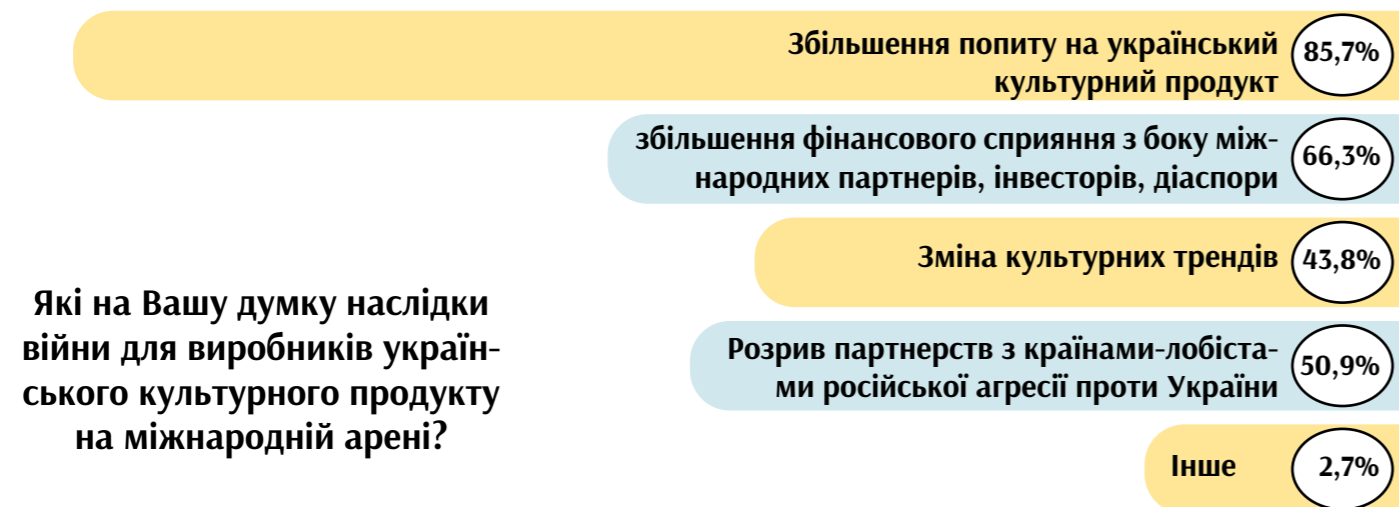 Які на Вашу думку наслідки
війни для виробників україн-
ського культурного продукту
на міжнародній арені?
Збільшення попиту на український
культурний продукт
85,7%
збільшення фінансового сприяння з боку між-
народних партнерів, інвесторів, діаспори
66,3%
Зміна культурних трендів
43,8%
Розрив партнерств з країнами-лобіста-
ми російської агресії проти України
50,9%
Інше
2,7%